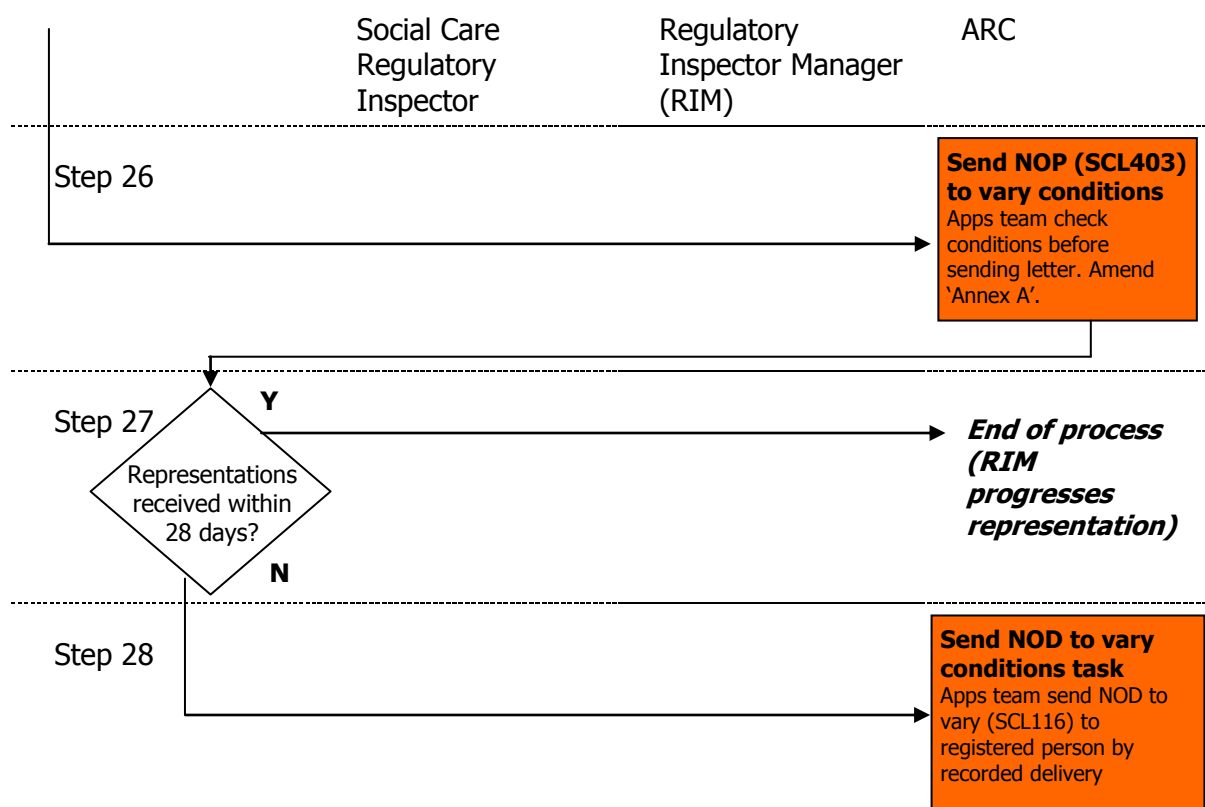 Social Care
Regulatory
Inspector
Regulatory
Inspector Manager
(RIM)
ARC
Step 26
Send NOP (SCL403)
to vary conditions
Apps team check
conditions before
sending letter. Amend
‘Annex A’.
Step 27
Y
Representations
received within
28 days?
N
End of process
(RIM
progresses
representation)
Step 28
Send NOD to vary
conditions task
Apps team send NOD to
vary (SCL116) to
registered person by
recorded delivery